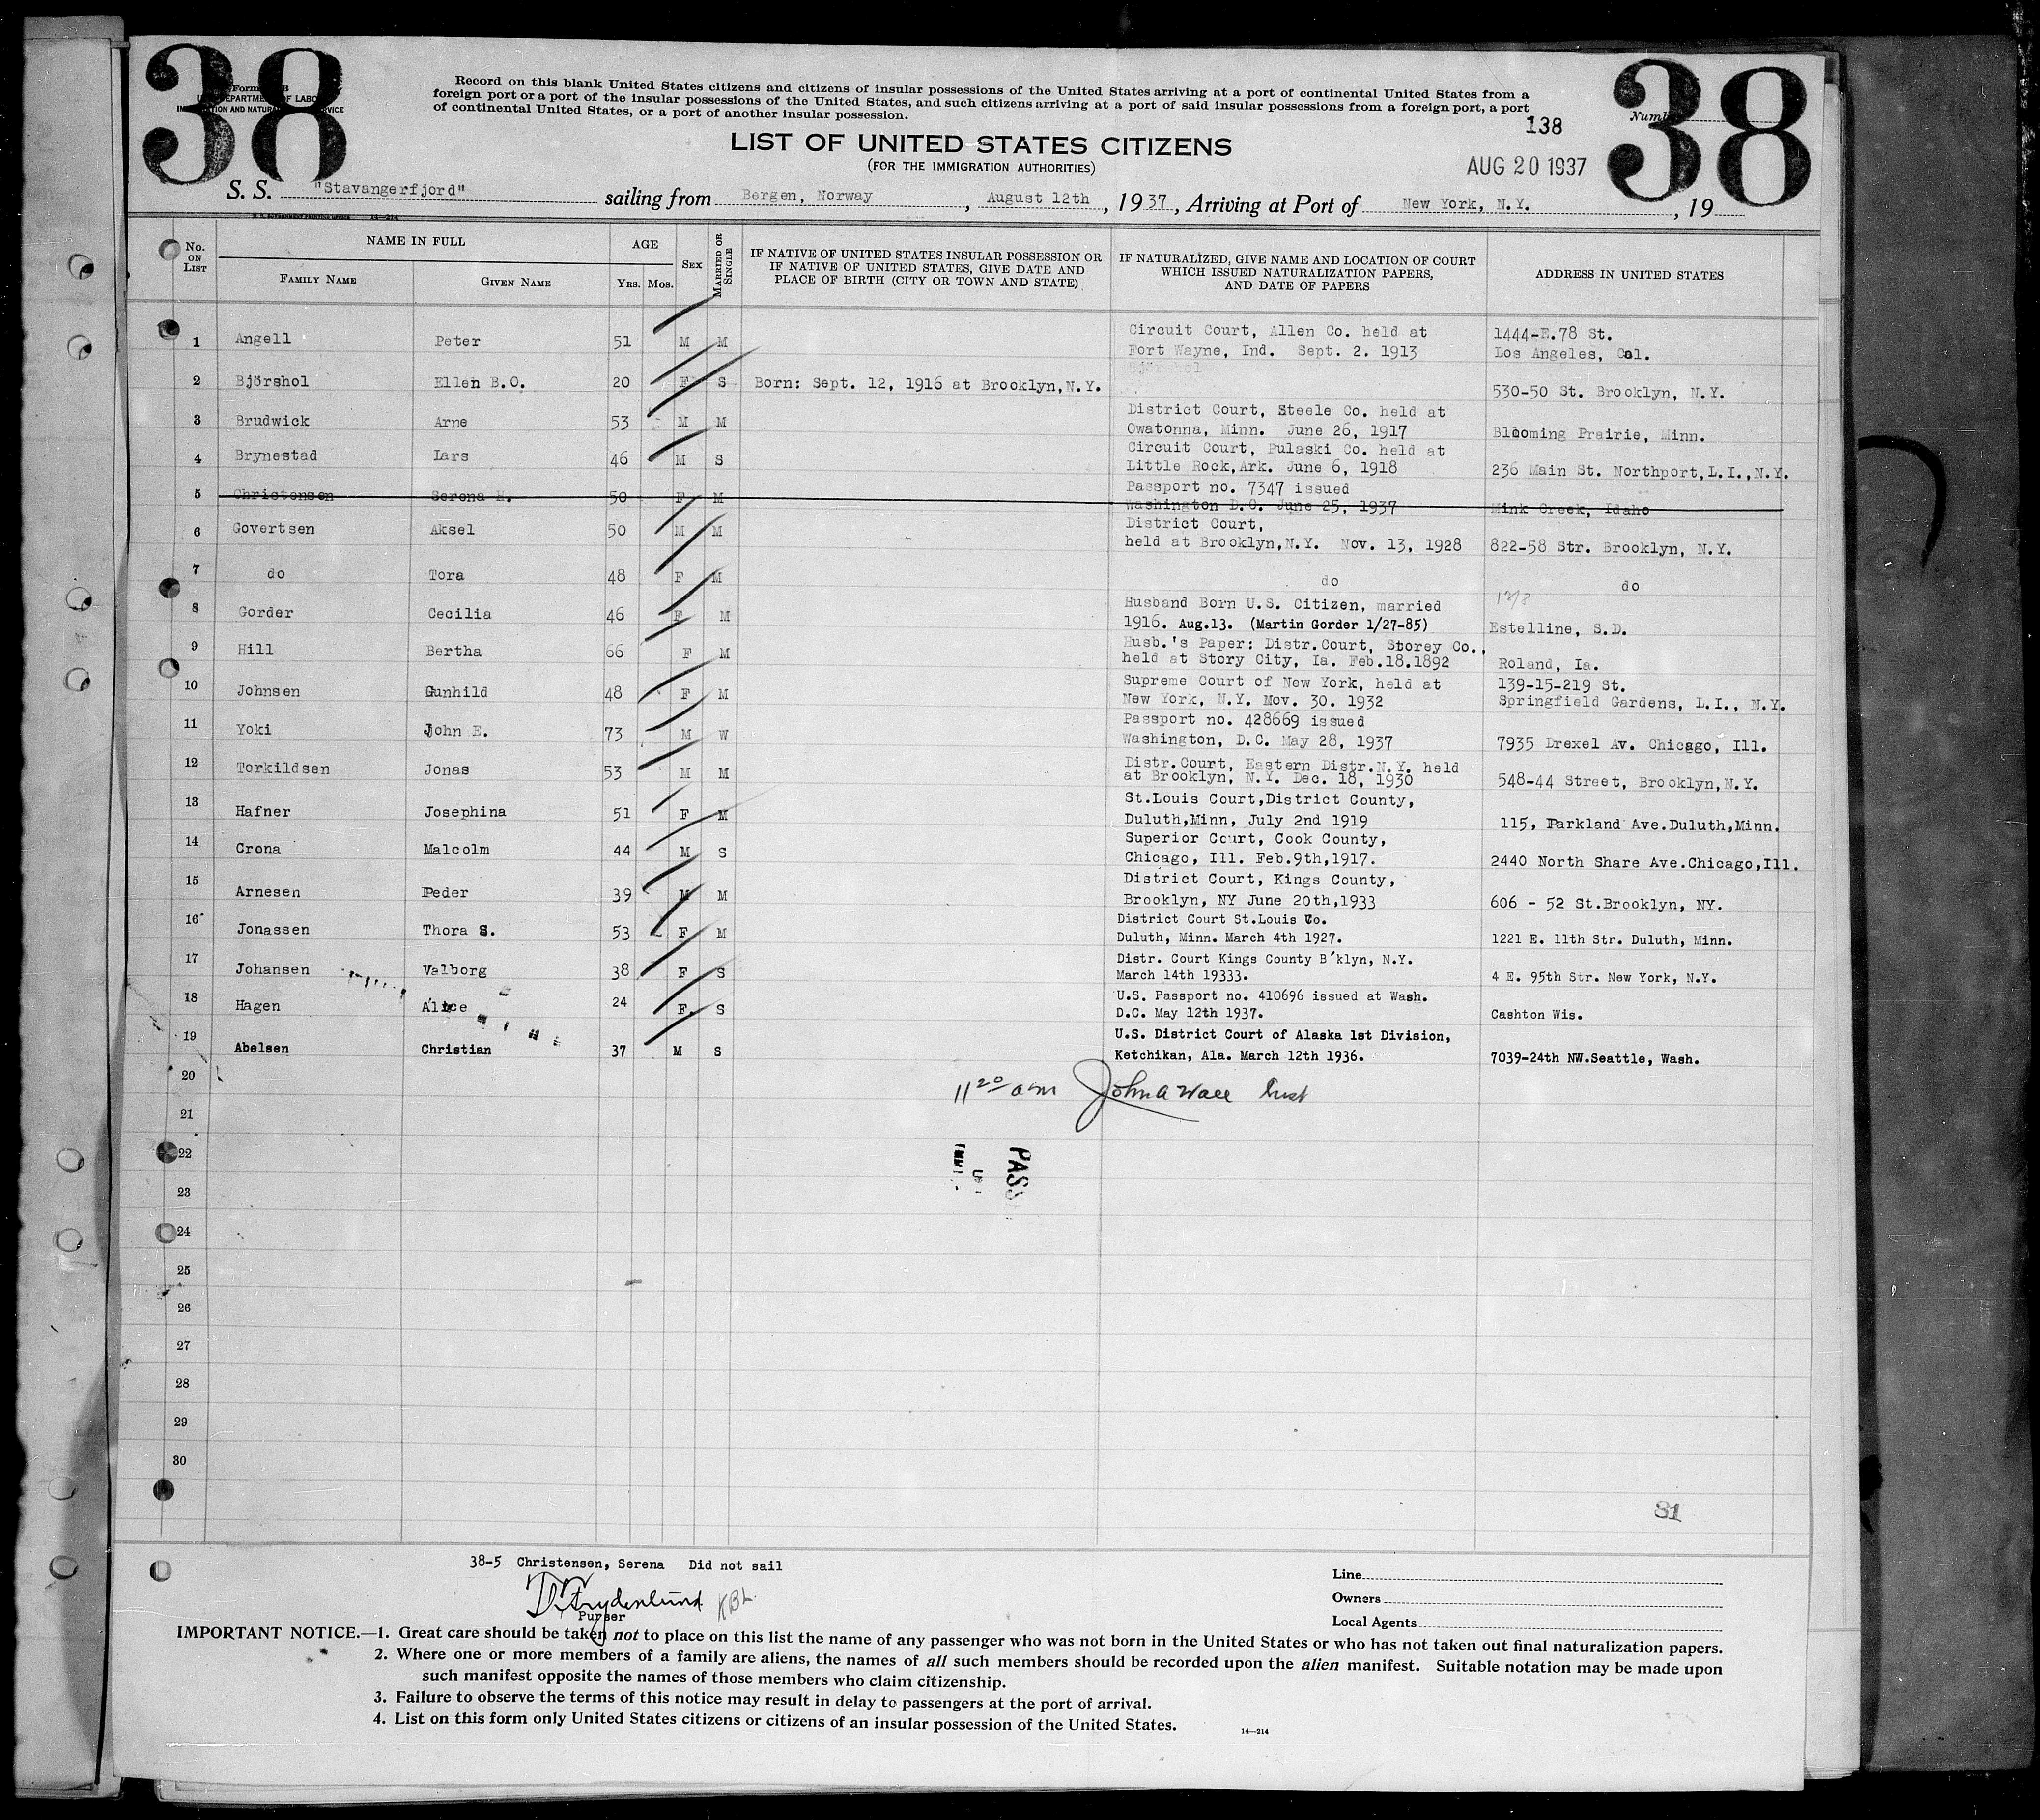 38
38
Record on this blank United States citizens and citizens of insular possessions of the United States arriving at a port of continental United States from a
foreign port or a port of the insular possessions of the United States, and such citizens arriving at a port of said insular possessions from a foreign port, a port
of continental United States, or a port of another insular possession.
138
LIST OF UNITED STATES CITIZENS
(FOR THE IMMIGRATION AUTHORITIES)
AUG 20 1937
S. S. "Stavangerfjord" sailing from Bergen, Norway, August 12th, 1937, Arriving at Port of New York, N.Y., 19
No. ON LIST
NAME IN FULL
FAMILY NAME
GIVEN NAME
AGE
YRS. MOS.
SEX
MARRIED OR SINGLE
IF NATIVE OF UNITED STATES INSULAR POSSESSION OR
IF NATIVE OF UNITED STATES, GIVE DATE AND
PLACE OF BIRTH (CITY OR TOWN AND STATE)
IF NATURALIZED, GIVE NAME AND LOCATION OF COURT
WHICH ISSUED NATURALIZATION PAPERS,
AND DATE OF PAPERS
ADDRESS IN UNITED STATES
1 Angell Peter 51 M M Circuit Court, Allen Co. held at 1444-E.78 St.
Fort Wayne, Ind. Sept. 2. 1913 Los Angeles, Cal.
2 Björshol Ellen B.O. 20 F S Born: Sept. 12, 1916 at Brooklyn, N.Y. 530-50 St. Brooklyn, N.Y.
3 Brudwick Arne 53 M M District Court, Steele Co. held at
Owatonna, Minn. June 26, 1917 Blooming Prairie, Minn.
4 Brynestad Lars 46 M S Circuit Court, Pulaski Co. held at
Little Rock, Ark. June 6, 1918 236 Main St. Northport, L.I., N.Y.
5 Christensen Serena M. 50 F M Passport no. 7347 issued
Washington D.C. June 25, 1937 Mink Creek, Idaho
6 Govertsen Aksel 50 M M District Court,
held at Brooklyn, N.Y. Nov. 13, 1928 822-58 Str. Brooklyn, N.Y.
7 do Tora 48 F M do do
12/8
8 Gorder Cecilia 46 F M Husband Born U.S. Citizen, married
1916. Aug.13. (Martin Gorder 1/27-85) Estelline, S.D.
9 Hill Bertha 66 F M Husb.'s Paper: Distr.Court, Storey Co.,
held at Story City, Ia. Feb.18.1892 Roland, Ia.
10 Johnsen Gunhild 48 F M Supreme Court of New York, held at 139-15-219 St.
New York, N.Y. Nov. 30. 1932 Springfield Gardens, L.I., N.Y.
11 Yoki John E. 73 M W Passport no. 428669 issued
Washington, D.C. May 28, 1937 7935 Drexel Av. Chicago, Ill.
12 Torkildsen Jonas 53 M M Distr.Court, Eastern Distr.N.Y. held
at Brooklyn, N.Y. Dec. 18, 1930 548-44 Street, Brooklyn, N.Y.
13 Hafner Josephina 51 F M St.Louis Court,District County,
Duluth,Minn, July 2nd 1919 115, Parkland Ave.Duluth,Minn.
14 Crona Malcolm 44 M S Superior Court, Cook County,
Chicago, Ill. Feb.9th,1917. 2440 North Share Ave.Chicago,Ill.
15 Arnesen Peder 39 M M District Court, Kings County,
Brooklyn, NY June 20th,1933 606 - 52 St.Brooklyn, NY.
16 Jonassen Thora S. 53 F M District Court St.Louis Co.
Duluth, Minn. March 4th 1927. 1221 E. 11th Str. Duluth, Minn.
17 Johansen Valborg 38 F S Distr. Court Kings County B'klyn, N.Y.
March 14th 19333. 4 E. 95th Str. New York, N.Y.
18 Hagen Alice 24 F. S U.S. Passport no. 410696 issued at Wash.
D.C. May 12th 1937. Cashton Wis.
19 Abelsen Christian 37 M S U.S. District Court of Alaska 1st Division,
Ketchikan, Ala. March 12th 1936. 7039-24th NW.Seattle, Wash.
20
11 20 am John A Wall Insp
21
22
PASS
23
24
25
26
27
28
29
30
81
38-5 Christensen, Serena Did not sail
KBL
Purser
Line
Owners
Local Agents
IMPORTANT NOTICE.—1. Great care should be taken not to place on this list the name of any passenger who was not born in the United States or who has not taken out final naturalization papers.
2. Where one or more members of a family are aliens, the names of all such members should be recorded upon the alien manifest. Suitable notation may be made upon
such manifest opposite the names of those members who claim citizenship.
3. Failure to observe the terms of this notice may result in delay to passengers at the port of arrival.
4. List on this form only United States citizens or citizens of an insular possession of the United States.
14—214